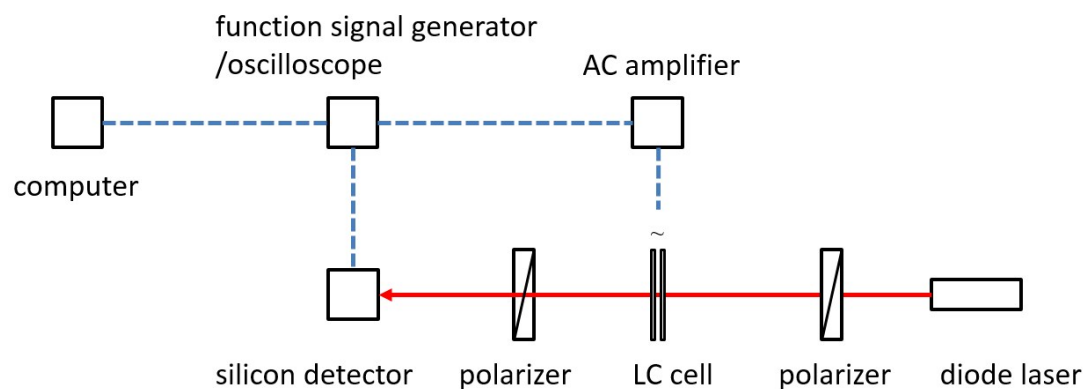 function signal generator
/oscilloscope
AC amplifier
computer
~
silicon detector
polarizer
LC cell
polarizer
diode laser